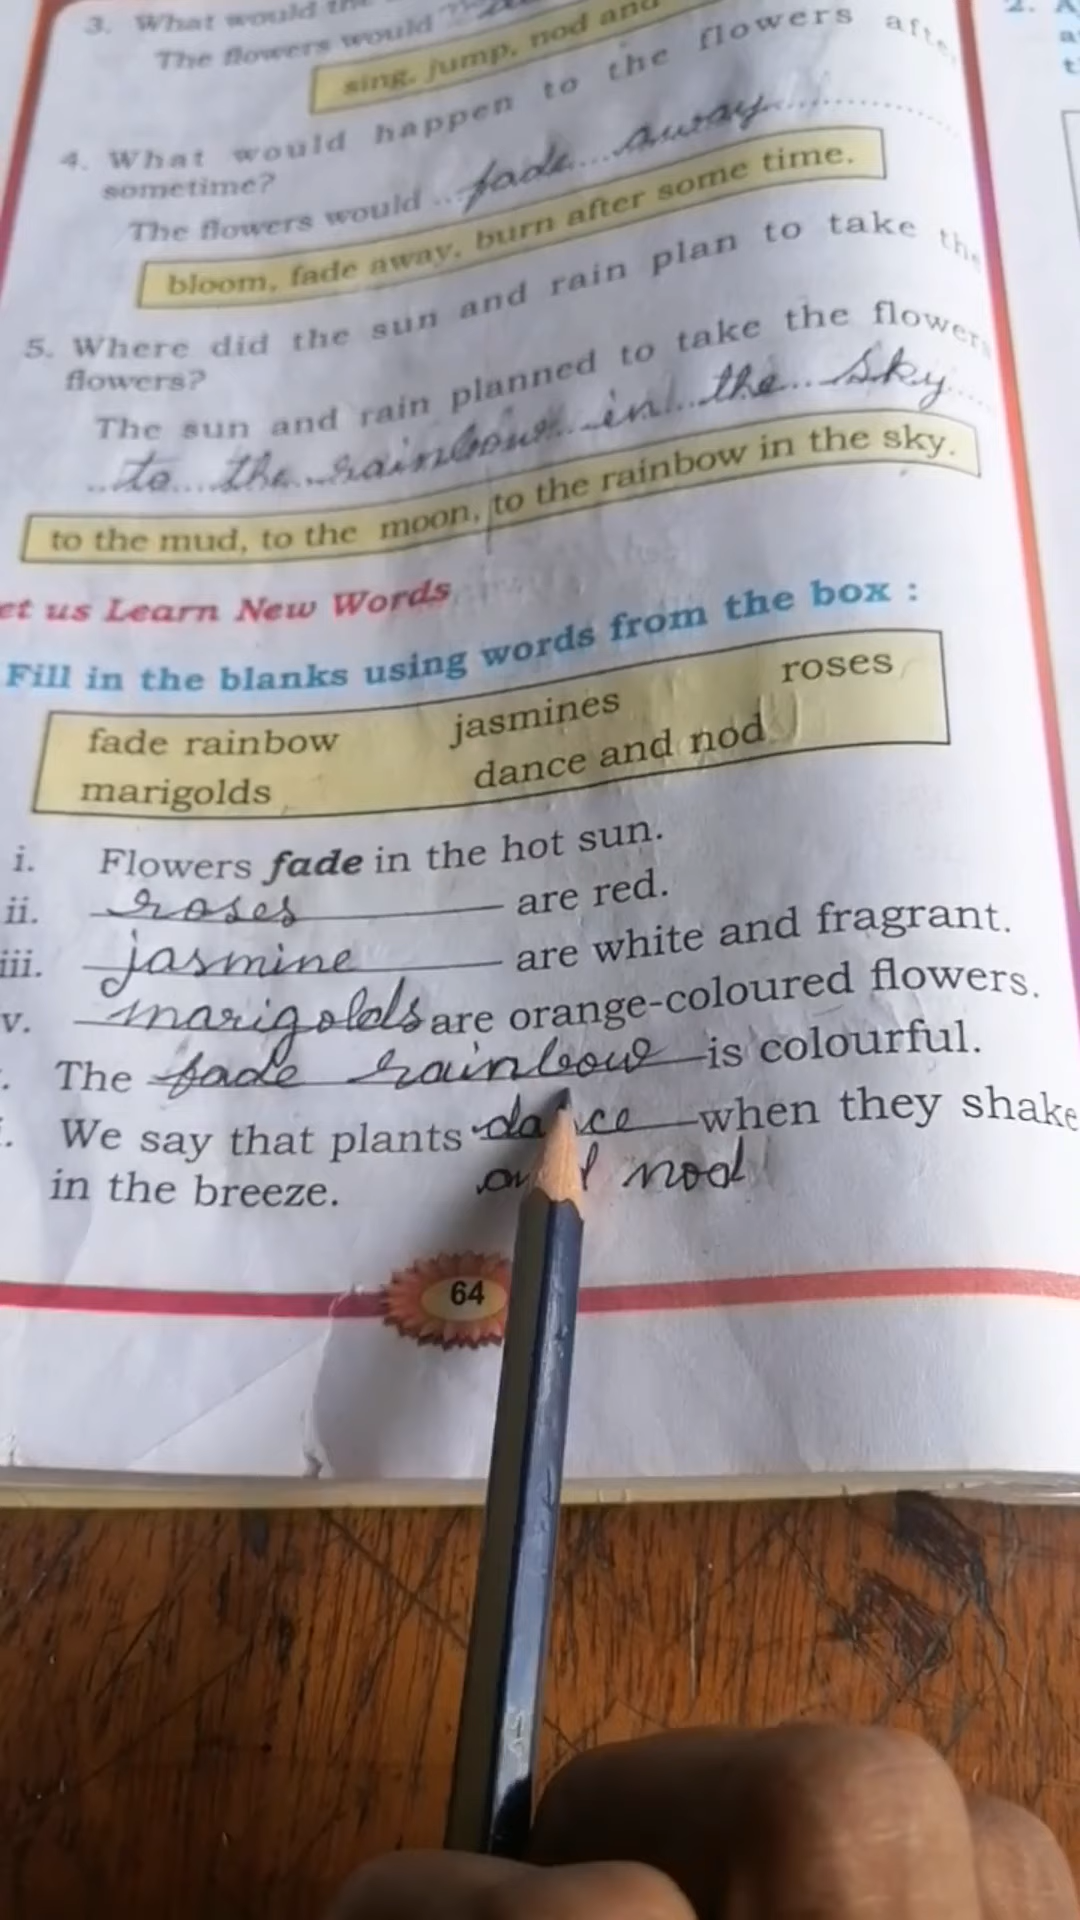 3. What would the
The flowers would
sing, jump, nod and
4. What would happen to the flowers after
sometime?
The flowers would ... fade ... away ...
bloom, fade away, burn after some time.
5. Where did the sun and rain plan to take the
flowers?
The sun and rain planned to take the flowers
...to...the...rainbow...in...the...sky...
to the mud, to the moon, to the rainbow in the sky.
et us Learn New Words
Fill in the blanks using words from the box :
fade rainbow jasmines roses
marigolds dance and nod
i. Flowers fade in the hot sun.
ii. roses are red.
iii. jasmine are white and fragrant.
v. marigolds are orange-coloured flowers.
. The fade rainbow is colourful.
. We say that plants dance when they shake
in the breeze. and nod
64
2. A